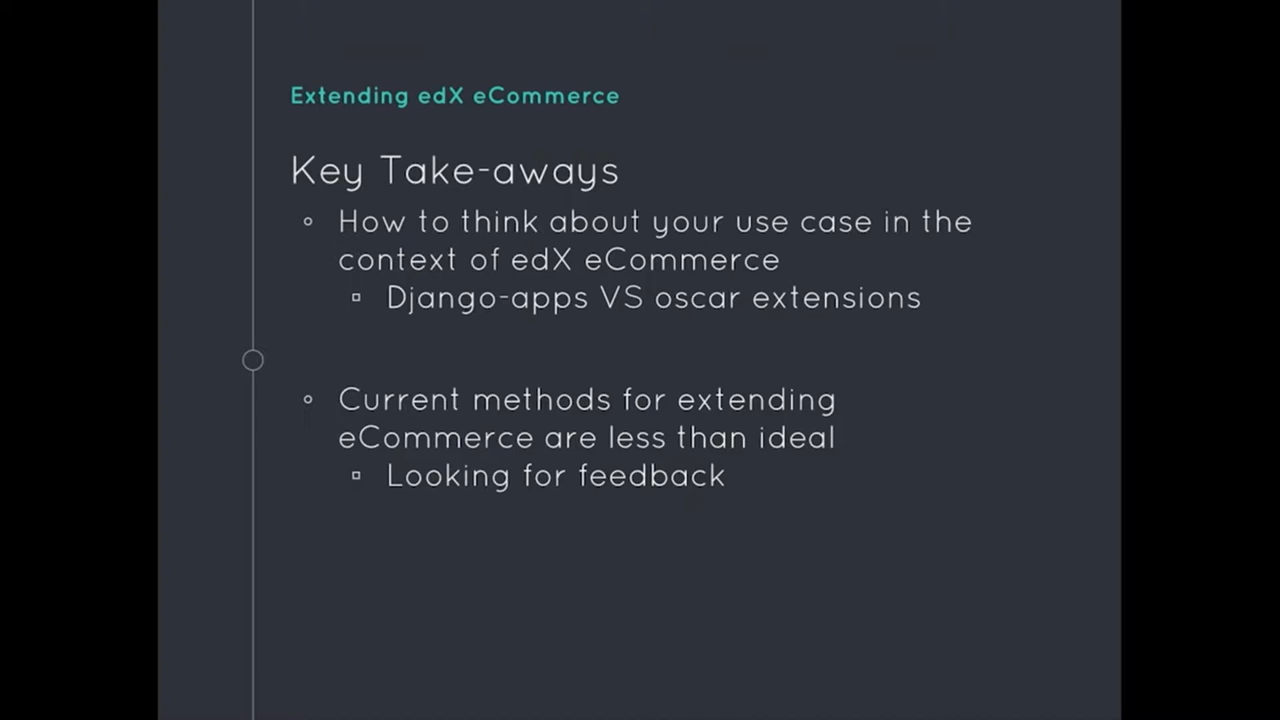 Extending edX eCommerce
Key Take-aways
How to think about your use case in the
context of edX eCommerce
Django-apps VS oscar extensions
Current methods for extending
eCommerce are less than ideal
Looking for feedback